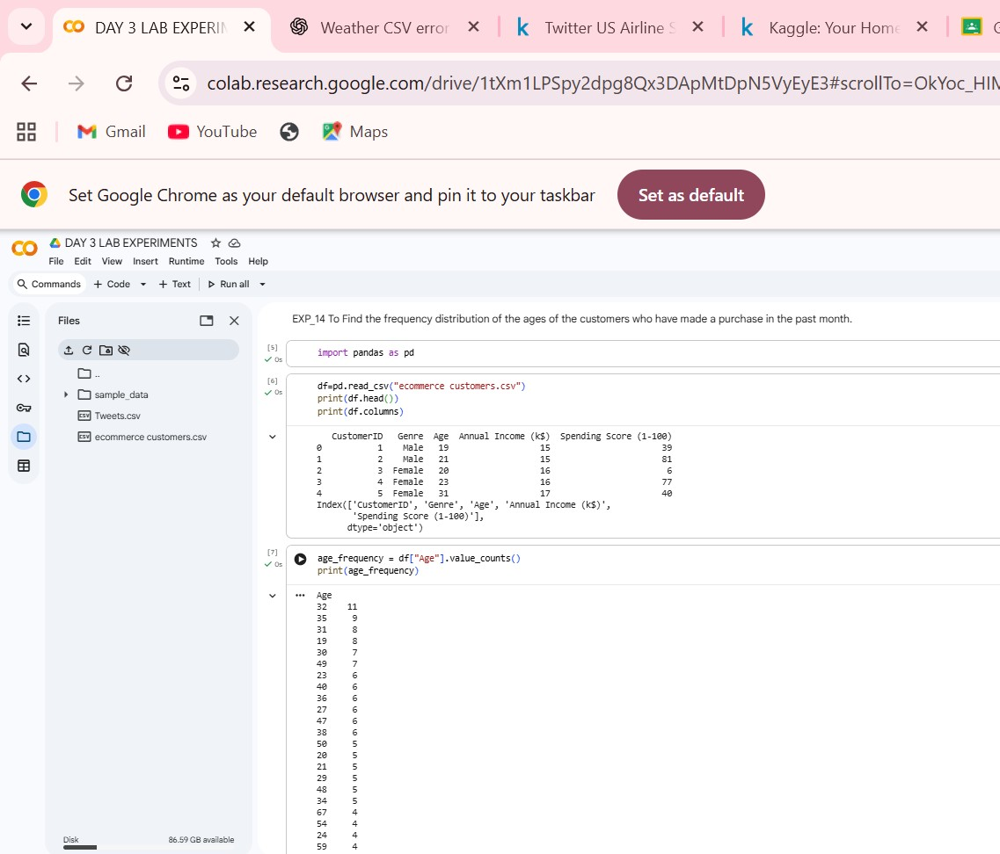 DAY 3 LAB EXPERIM
Weather CSV error
Twitter US Airline S
Kaggle: Your Home
colab.research.google.com/drive/1tXm1LPSpy2dpg8Qx3DApMtDpN5VyEyE3#scrollTo=OkYoc_HIM
Gmail
YouTube
Maps
Set Google Chrome as your default browser and pin it to your taskbar
Set as default
DAY 3 LAB EXPERIMENTS
File Edit View Insert Runtime Tools Help
Commands + Code + Text Run all
Files
..
sample_data
Tweets.csv
ecommerce customers.csv
Disk 86.59 GB available
EXP_14 To Find the frequency distribution of the ages of the customers who have made a purchase in the past month.
[5]
0s
import pandas as pd
[6]
0s
df=pd.read_csv("ecommerce customers.csv")
print(df.head())
print(df.columns)
CustomerID Genre Age Annual Income (k$) Spending Score (1-100)
0 1 Male 19 15 39
1 2 Male 21 15 81
2 3 Female 20 16 6
3 4 Female 23 16 77
4 5 Female 31 17 40
Index(['CustomerID', 'Genre', 'Age', 'Annual Income (k$)',
'Spending Score (1-100)'],
dtype='object')
[7]
0s
age_frequency = df["Age"].value_counts()
print(age_frequency)
Age
32 11
35 9
31 8
19 8
30 7
49 7
23 6
40 6
36 6
27 6
47 6
38 6
50 5
20 5
21 5
29 5
48 5
34 5
67 4
54 4
24 4
59 4